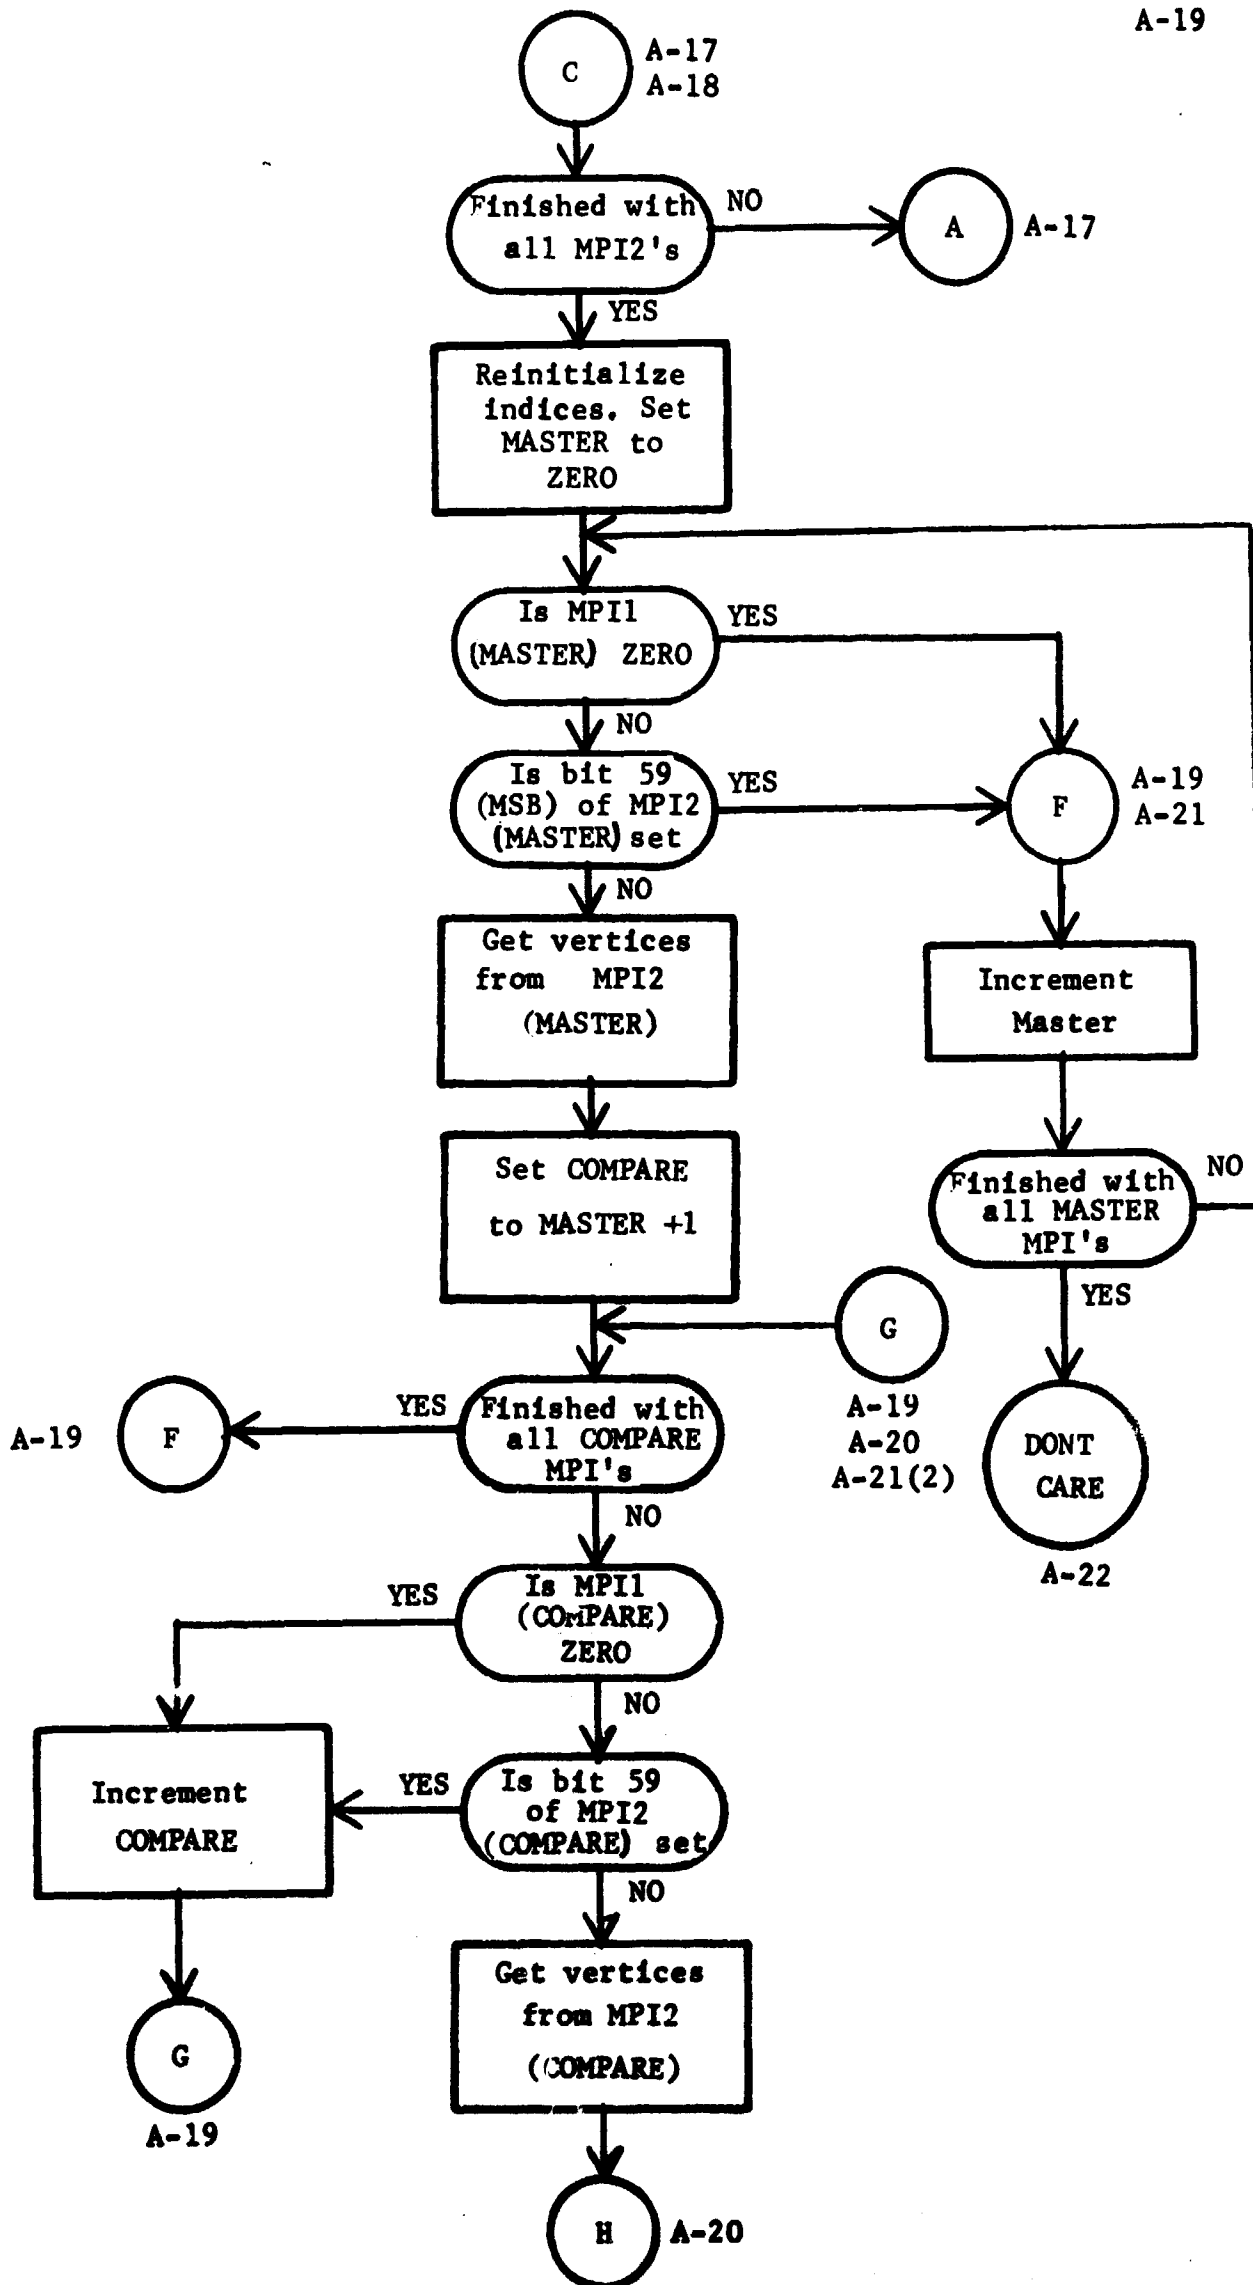 A-19
C
A-17
A-18
Finished with
all MPI2's
NO
A
A-17
YES
Reinitialize
indices. Set
MASTER to
ZERO
Is MPI1
(MASTER) ZERO
YES
NO
Is bit 59
(MSB) of MPI2
(MASTER) set
YES
F
A-19
A-21
NO
Get vertices
from MPI2
(MASTER)
Increment
Master
Set COMPARE
to MASTER +1
Finished with
all MASTER
MPI's
NO
YES
G
A-19
A-20
A-21(2)
DONT
CARE
A-22
Finished with
all COMPARE
MPI's
YES
F
A-19
NO
Is MPI1
(COMPARE)
ZERO
YES
NO
Is bit 59
of MPI2
(COMPARE) set
YES
Increment
COMPARE
NO
G
A-19
Get vertices
from MPI2
(COMPARE)
H
A-20